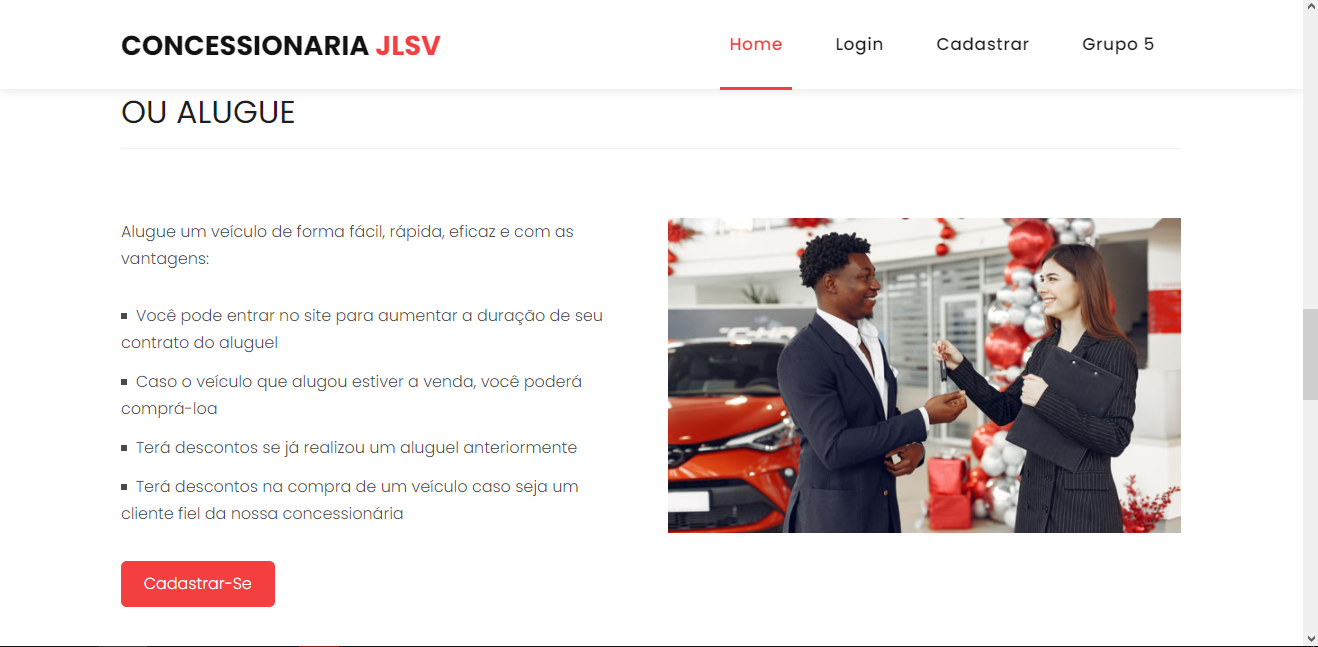 CONCESSIONARIA JLSV
Home Login Cadastrar Grupo 5
OU ALUGUE
Alugue um veículo de forma fácil, rápida, eficaz e com as
vantagens:
Você pode entrar no site para aumentar a duração de seu
contrato do aluguel
Caso o veículo que alugou estiver a venda, você poderá
comprá-loa
Terá descontos se já realizou um aluguel anteriormente
Terá descontos na compra de um veículo caso seja um
cliente fiel da nossa concessionária
Cadastrar-Se